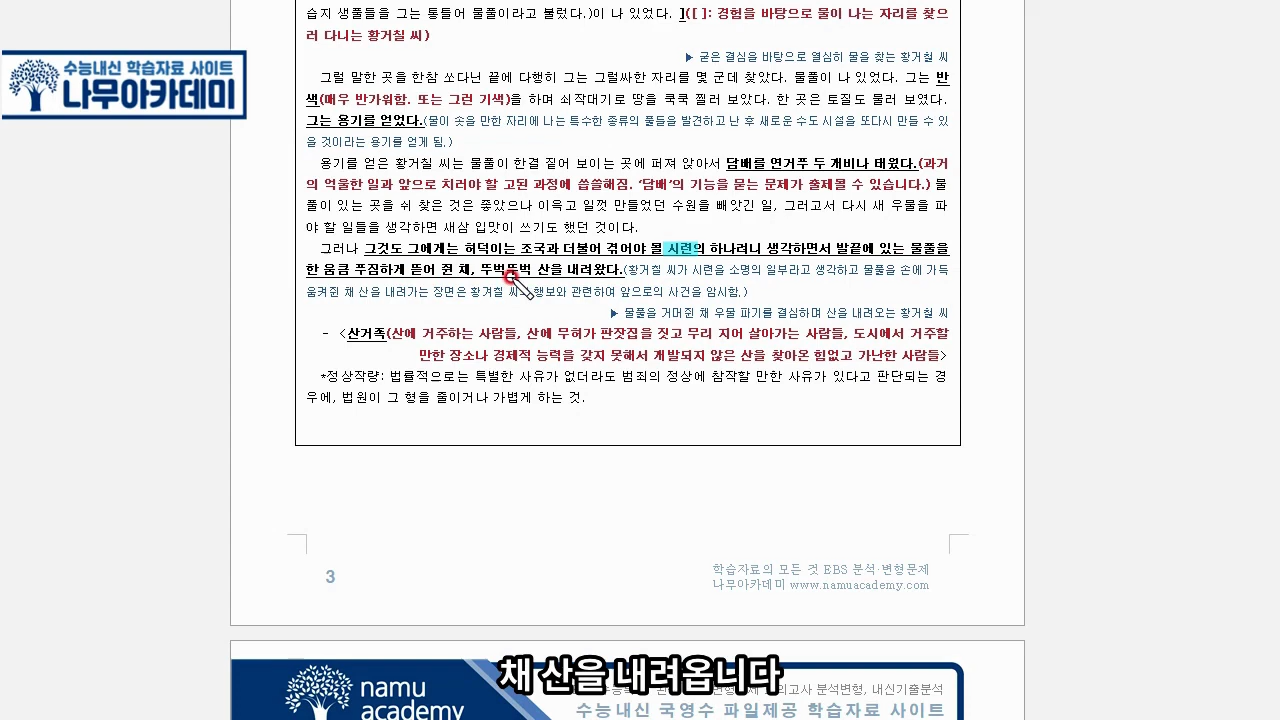 습지 생풀들을 그는 통틀어 물풀이라고 불렀다.)이 나 있었다. ]([ ]: 경험을 바탕으로 물이 나는 자리를 찾으
러 다니는 황거칠 씨)
▶ 굳은 결심을 바탕으로 열심히 물을 찾는 황거칠 씨
그럴 말한 곳을 한참 쏘다닌 끝에 다행히 그는 그럴싸한 자리를 몇 군데 찾았다. 물풀이 나 있었다. 그는 반
색(매우 반가워함. 또는 그런 기색)을 하며 쇠작대기로 땅을 쿡쿡 찔러 보았다. 한 곳은 토질도 물러 보였다.
그는 용기를 얻었다.(물이 솟을 만한 자리에 나는 특수한 종류의 풀들을 발견하고 난 후 새로운 수도 시설을 또다시 만들 수 있
을 것이라는 용기를 얻게 됨.)
용기를 얻은 황거칠 씨는 물풀이 한결 짙어 보이는 곳에 퍼져 앉아서 담배를 연거푸 두 개비나 태웠다.(과거
의 억울한 일과 앞으로 치러야 할 고된 과정에 씁쓸해짐. ‘담배’의 기능을 묻는 문제가 출제될 수 있습니다.) 물
풀이 있는 곳을 쉬 찾은 것은 좋았으나 이윽고 일껏 만들었던 수원을 빼앗긴 일, 그러고서 다시 새 우물을 파
야 할 일들을 생각하면 새삼 입맛이 쓰기도 했던 것이다.
그러나 그것도 그에게는 허덕이는 조국과 더불어 겪어야 될 시련의 하나려니 생각하면서 발끝에 있는 물풀을
한 움큼 푸짐하게 뜯어 쥔 채, 뚜벅뚜벅 산을 내려왔다.(황거칠 씨가 시련을 소명의 일부라고 생각하고 물풀을 손에 가득
움켜쥔 채 산을 내려가는 장면은 황거칠 씨의 행보와 관련하여 앞으로의 사건을 암시함.)
▶ 물풀을 거머쥔 채 우물 파기를 결심하며 산을 내려오는 황거칠 씨
- <산거족(산에 거주하는 사람들, 산에 무허가 판잣집을 짓고 무리 지어 살아가는 사람들, 도시에서 거주할
만한 장소나 경제적 능력을 갖지 못해서 개발되지 않은 산을 찾아온 힘없고 가난한 사람들>
*정상작량: 법률적으로는 특별한 사유가 없더라도 범죄의 정상에 참작할 만한 사유가 있다고 판단되는 경
우에, 법원이 그 형을 줄이거나 가볍게 하는 것.
수능내신 학습자료 사이트
나무아카데미
3
학습자료의 모든 것 EBS 분석·변형문제
나무아카데미 www.namuacademy.com
채 산을 내려옵니다
namu
academy
모의고사 분석변형, 내신기출분석
수능내신 국영수 파일제공 학습자료 사이트